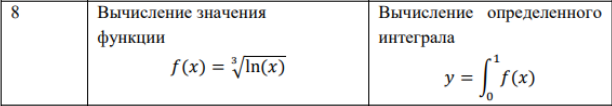 8
Вычисление значения
функции
f(x) = ∛ln(x)
Вычисление определенного
интеграла
y = ∫₀¹ f(x)